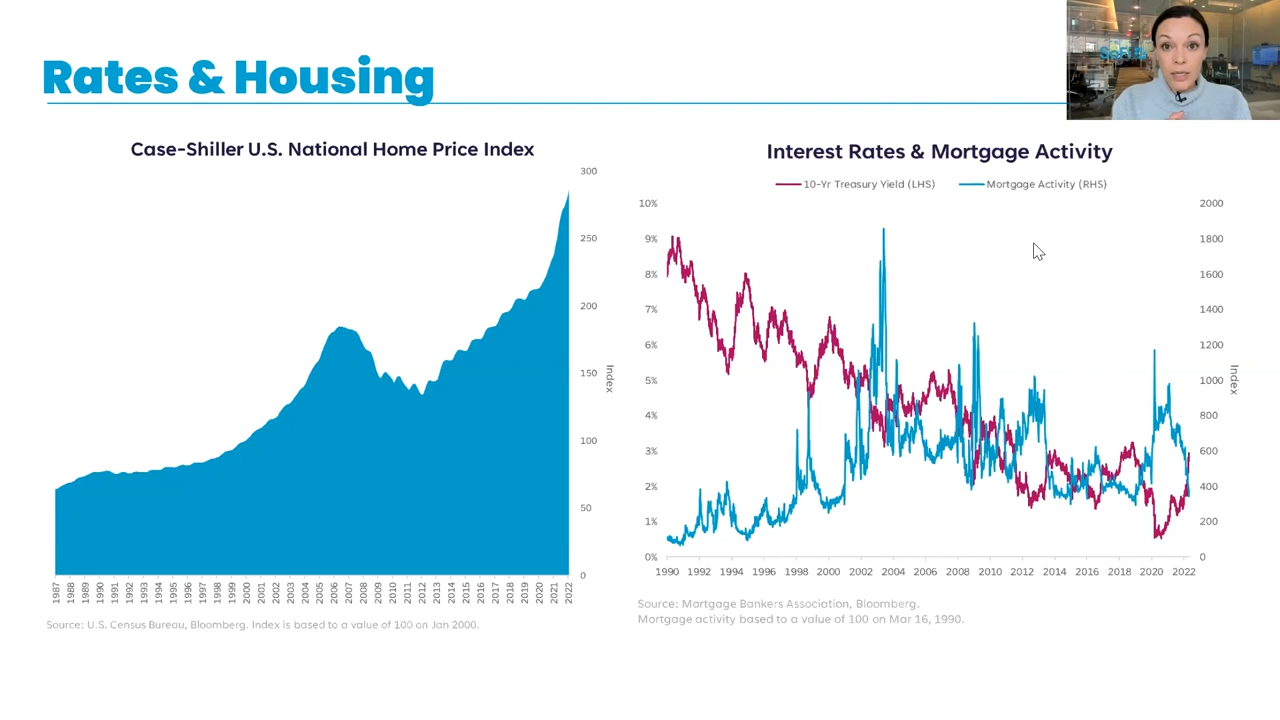 Rates & Housing
Case-Shiller U.S. National Home Price Index
300
250
200
150
100
50
0
Index
1987 1988 1989 1990 1991 1992 1993 1994 1995 1996 1997 1998 1999 2000 2001 2002 2003 2004 2005 2006 2007 2008 2009 2010 2011 2012 2013 2014 2015 2016 2017 2018 2019 2020 2021 2022
Source: U.S. Census Bureau, Bloomberg. Index is based to a value of 100 on Jan 2000.
Interest Rates & Mortgage Activity
10-Yr Treasury Yield (LHS) Mortgage Activity (RHS)
10%
9%
8%
7%
6%
5%
4%
3%
2%
1%
0%
2000
1800
1600
1400
1200
1000
800
600
400
200
0
Index
1990 1992 1994 1996 1998 2000 2002 2004 2006 2008 2010 2012 2014 2016 2018 2020 2022
Source: Mortgage Bankers Association, Bloomberg.
Mortgage activity based to a value of 100 on Mar 16, 1990.